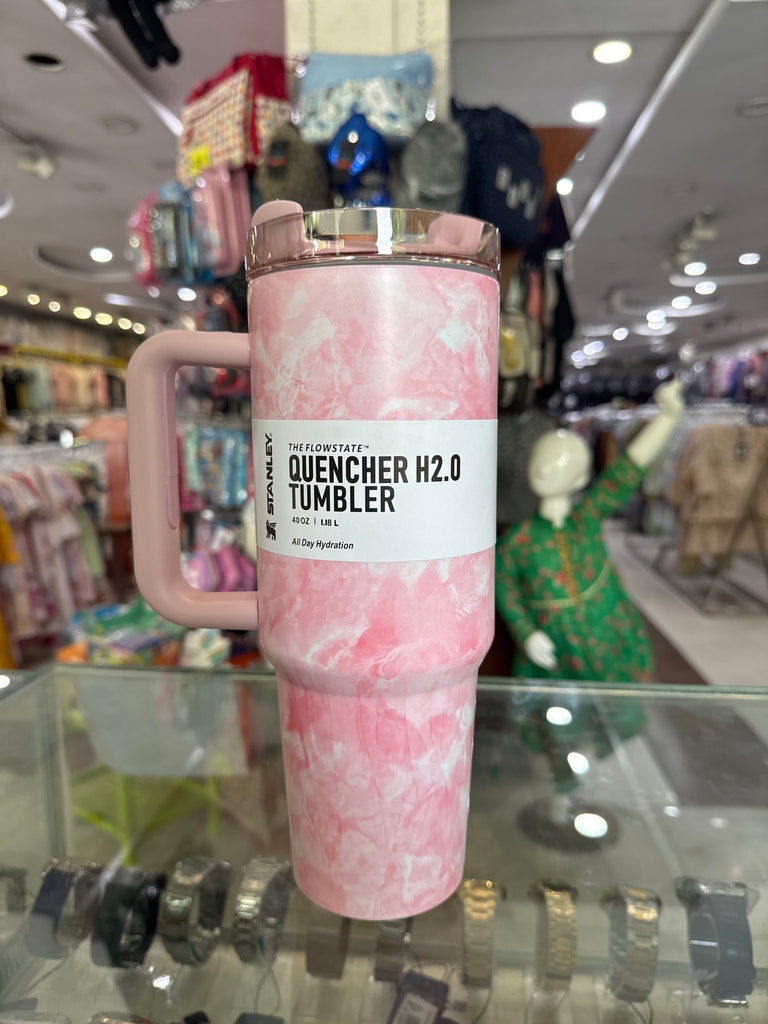 STANLEY.
THE FLOWSTATE™
QUENCHER H2.0
TUMBLER
40 OZ | 1.18 L
All Day Hydration